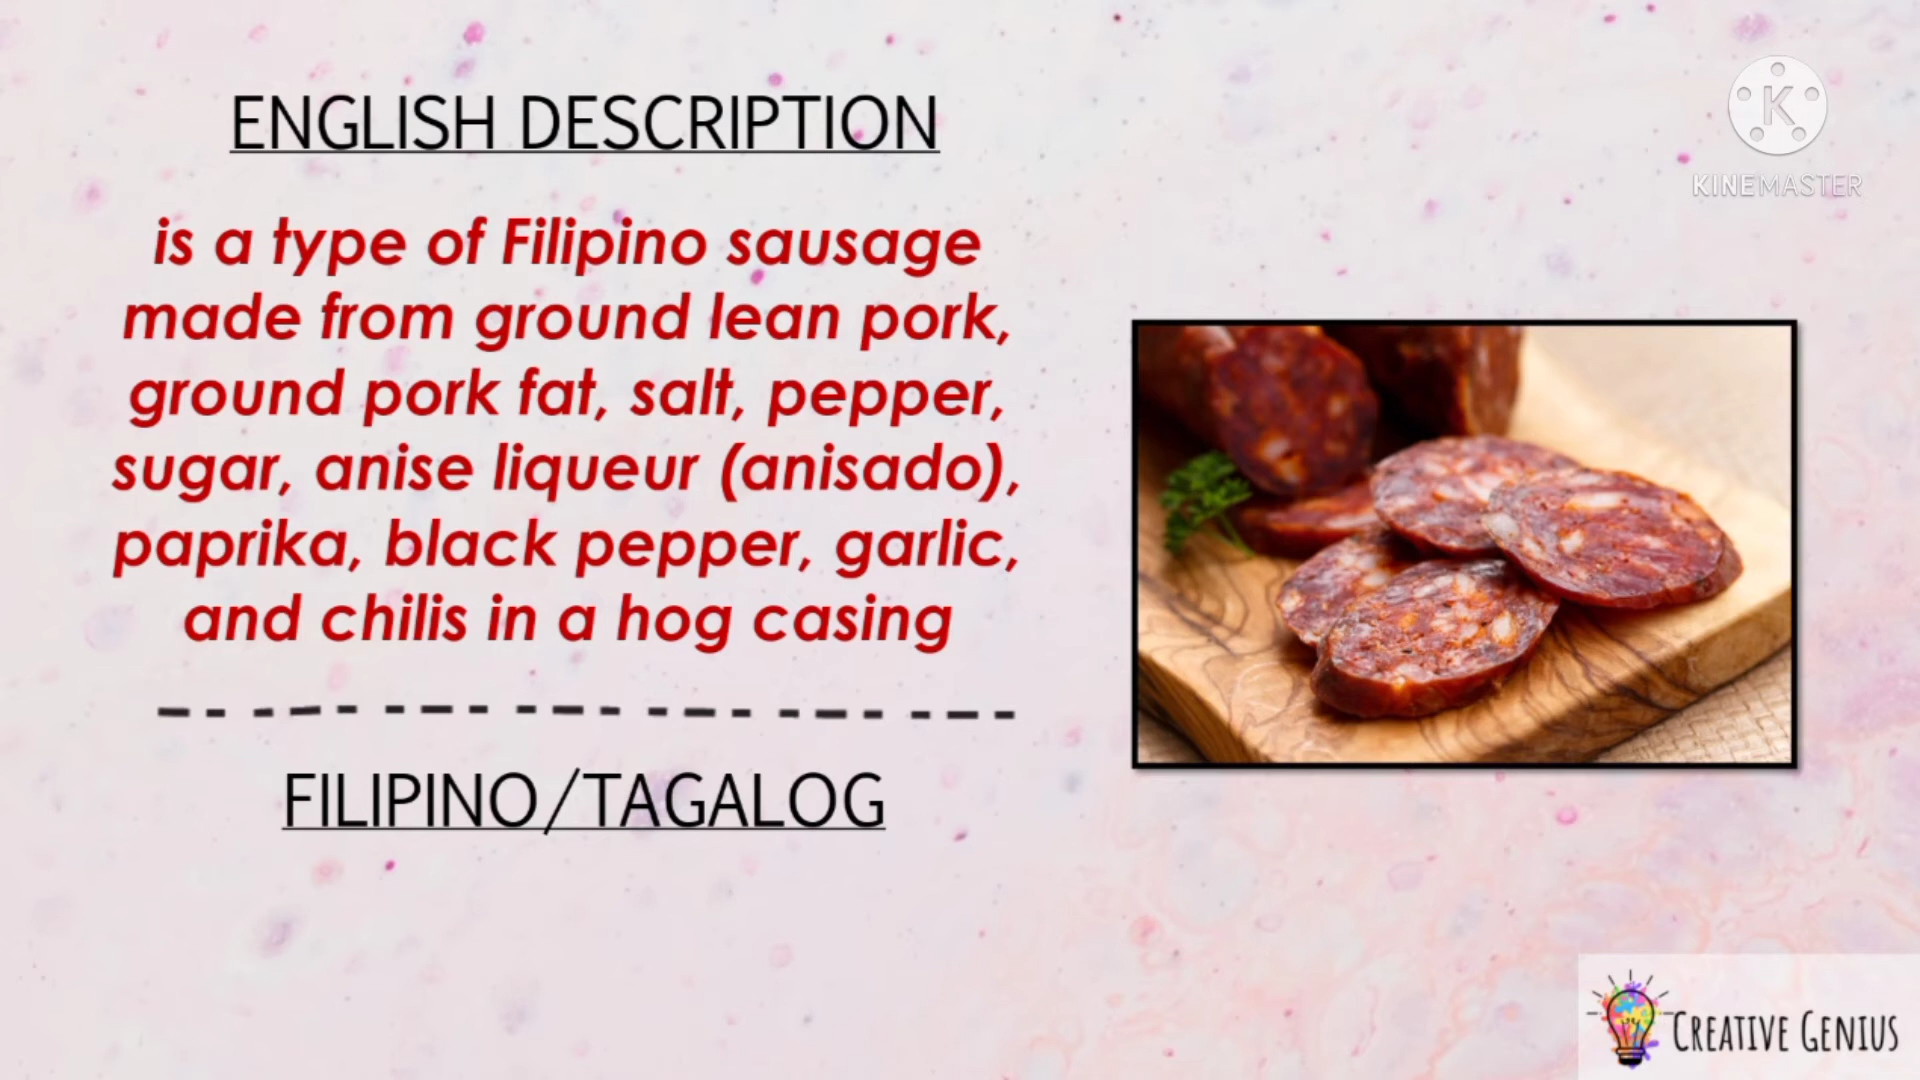 ENGLISH DESCRIPTION
is a type of Filipino sausage
made from ground lean pork,
ground pork fat, salt, pepper,
sugar, anise liqueur (anisado),
paprika, black pepper, garlic,
and chilis in a hog casing
FILIPINO/TAGALOG
K
KINEMASTER
CREATIVE GENIUS